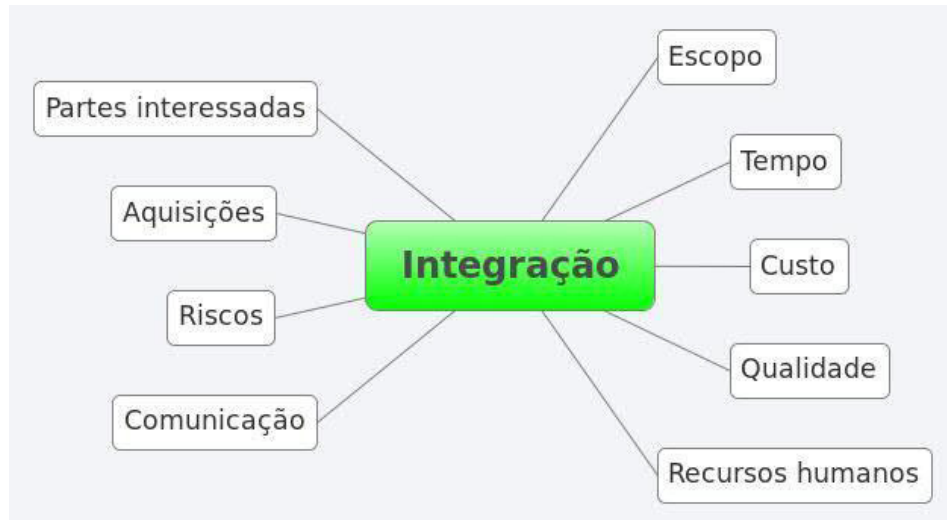 Escopo
Partes interessadas
Tempo
Aquisições
Integração
Custo
Riscos
Qualidade
Comunicação
Recursos humanos